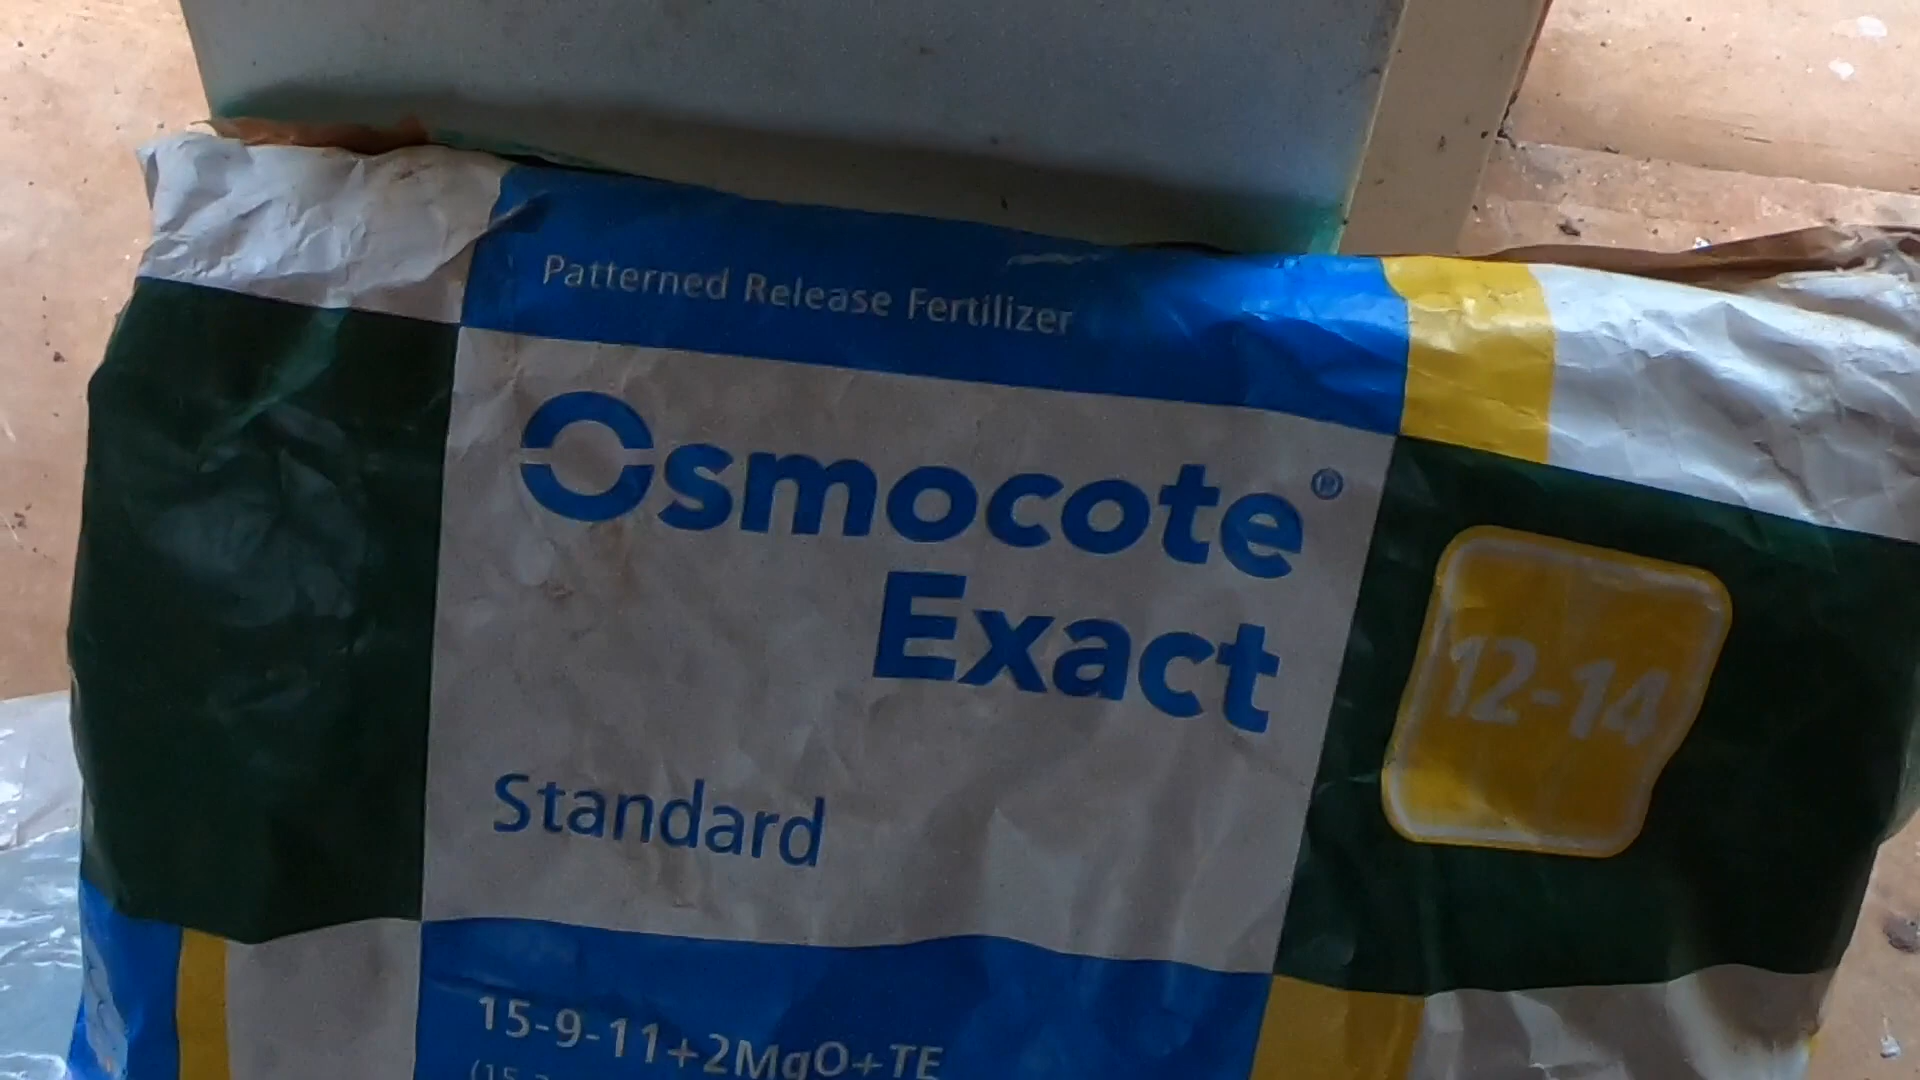 Patterned Release Fertilizer
Osmocote®
Exact
12-14
Standard
15-9-11+2MgO+TE